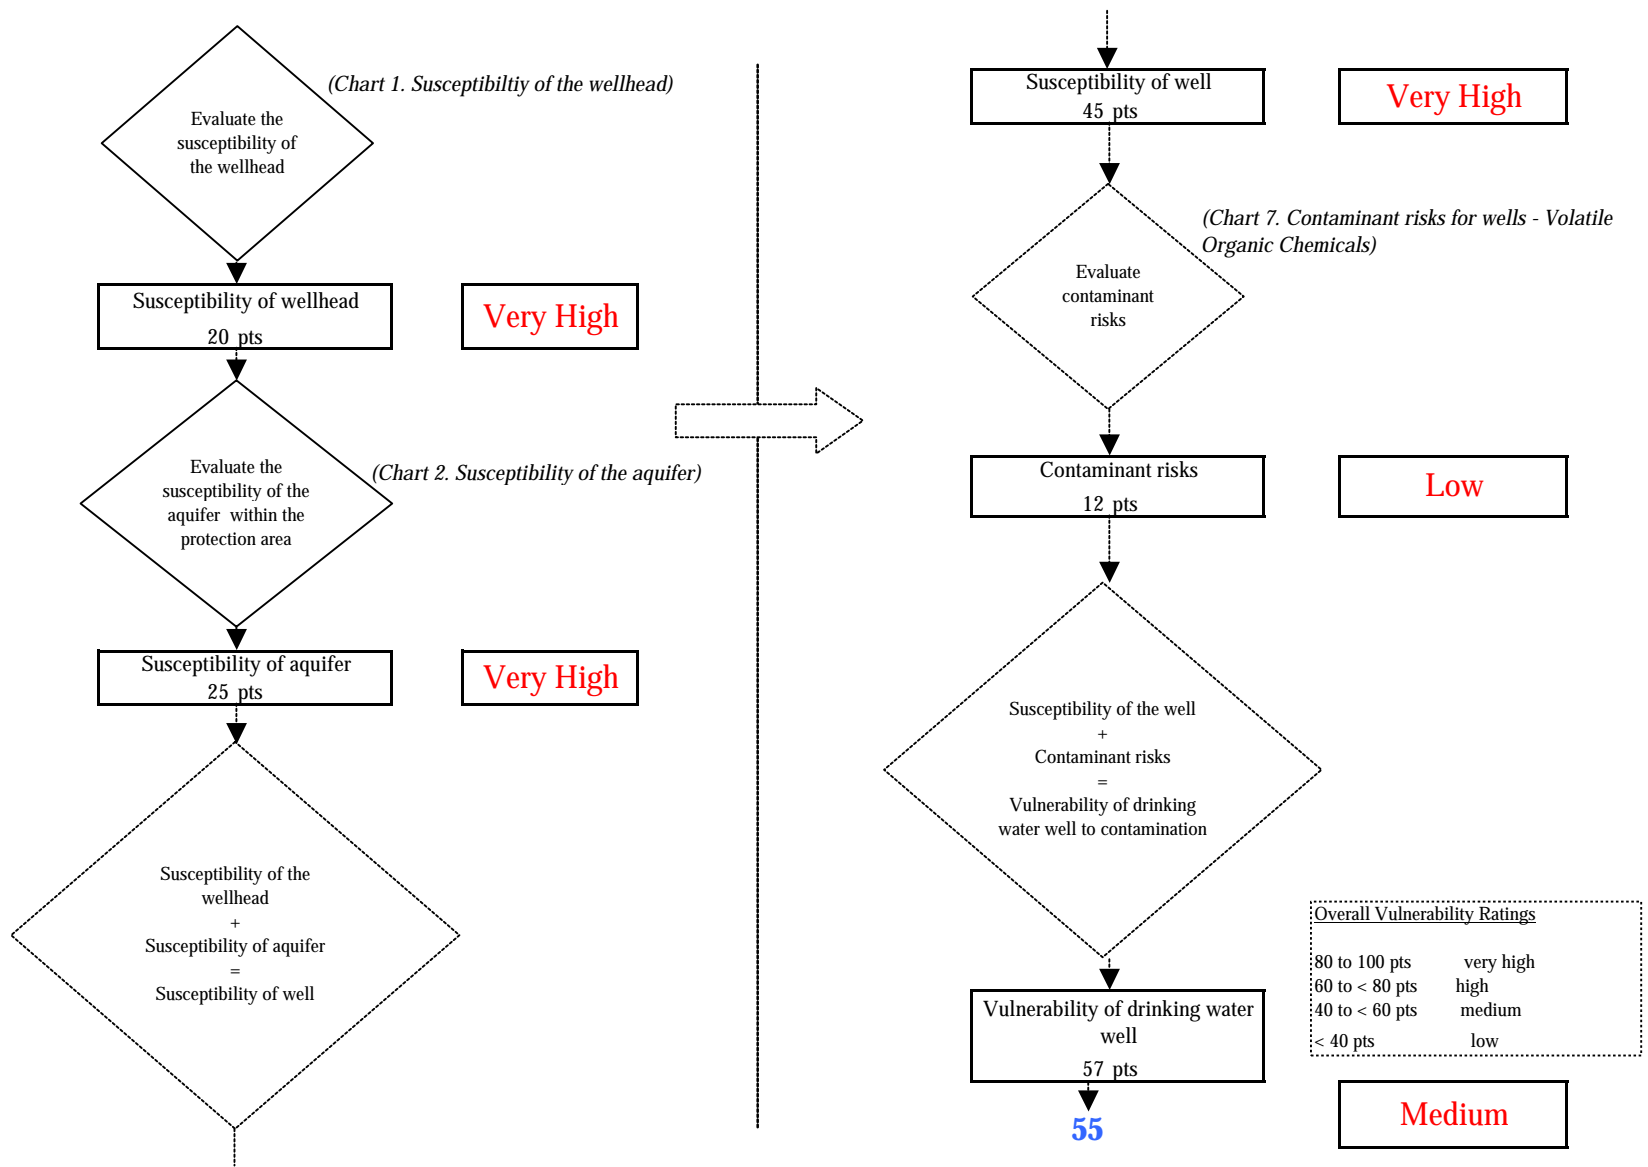 (Chart 1. Susceptibiltiy of the wellhead)
Evaluate the
susceptibility of
the wellhead
Susceptibility of wellhead
20 pts
Very High
(Chart 2. Susceptibility of the aquifer)
Evaluate the
susceptibility of the
aquifer within the
protection area
Susceptibility of aquifer
25 pts
Very High
Susceptibility of the
wellhead
+
Susceptibility of aquifer
=
Susceptibility of well
Susceptibility of well
45 pts
Very High
(Chart 7. Contaminant risks for wells - Volatile
Organic Chemicals)
Evaluate
contaminant
risks
Contaminant risks
12 pts
Low
Susceptibility of the well
+
Contaminant risks
=
Vulnerability of drinking
water well to contamination
Overall Vulnerability Ratings
80 to 100 pts very high
60 to < 80 pts high
40 to < 60 pts medium
< 40 pts low
Vulnerability of drinking water
well
57 pts
55
Medium